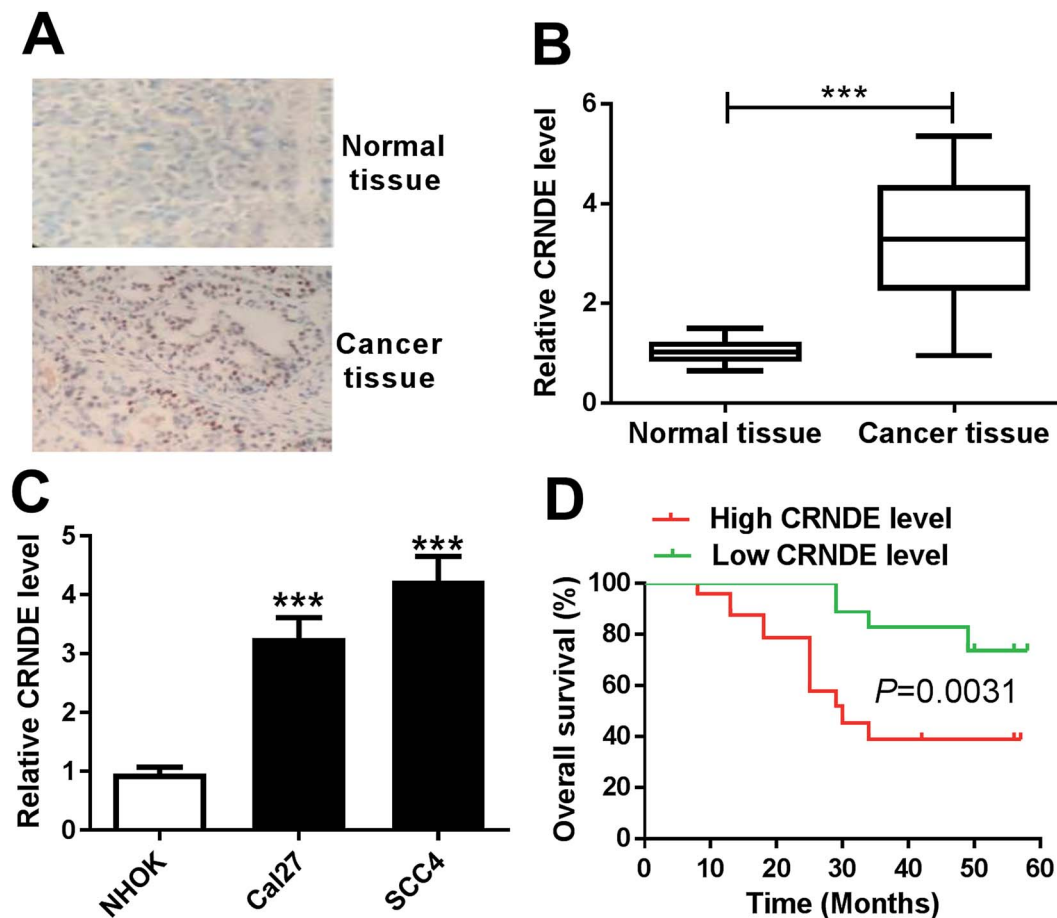 A
Normal
tissue
Cancer
tissue
B
***
Relative CRNDE level
6
4
2
0
Normal tissue
Cancer tissue
C
Relative CRNDE level
5
4
3
2
1
0
***
***
NHOK
Cal27
SCC4
D
High CRNDE level
Low CRNDE level
Overall survival (%)
100
80
60
40
20
0
P=0.0031
0 10 20 30 40 50 60
Time (Months)